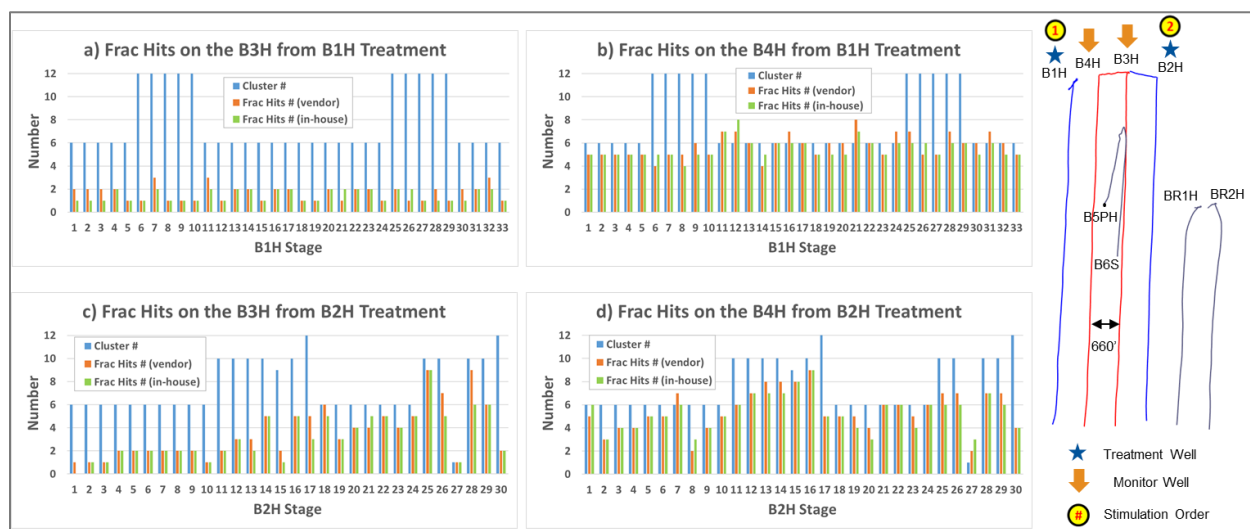 a) Frac Hits on the B3H from B1H Treatment
Number
12
10
8
6
4
2
0
Cluster #
Frac Hits # (vendor)
Frac Hits # (in-house)
1 2 3 4 5 6 7 8 9 10 11 12 13 14 15 16 17 18 19 20 21 22 23 24 25 26 27 28 29 30 31 32 33
B1H Stage
b) Frac Hits on the B4H from B1H Treatment
Number
12
10
8
6
4
2
0
Cluster #
Frac Hits # (vendor)
Frac Hits # (in-house)
1 2 3 4 5 6 7 8 9 10 11 12 13 14 15 16 17 18 19 20 21 22 23 24 25 26 27 28 29 30 31 32 33
B1H Stage
c) Frac Hits on the B3H from B2H Treatment
Number
12
10
8
6
4
2
0
Cluster #
Frac Hits # (vendor)
Frac Hits # (in-house)
1 2 3 4 5 6 7 8 9 10 11 12 13 14 15 16 17 18 19 20 21 22 23 24 25 26 27 28 29 30
B2H Stage
d) Frac Hits on the B4H from B2H Treatment
Number
12
10
8
6
4
2
0
Cluster #
Frac Hits # (vendor)
Frac Hits # (in-house)
1 2 3 4 5 6 7 8 9 10 11 12 13 14 15 16 17 18 19 20 21 22 23 24 25 26 27 28 29 30
B2H Stage
1 2
B1H B4H B3H B2H
BR1H BR2H
B5PH
B6S
660'
Treatment Well
Monitor Well
# Stimulation Order